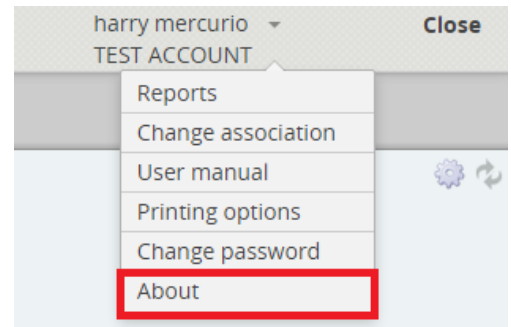 harry mercurio
Close
TEST ACCOUNT
Reports
Change association
User manual
Printing options
Change password
About